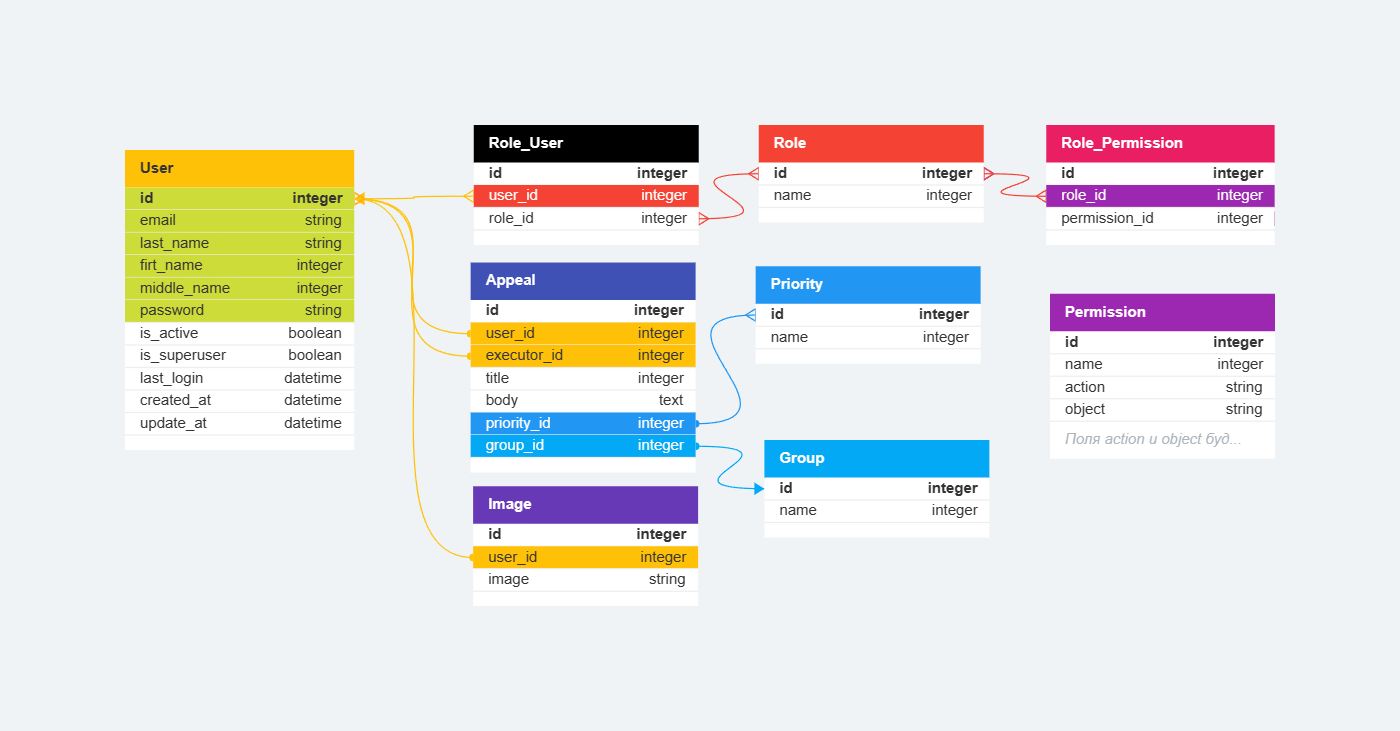 User
id integer
email string
last_name string
firt_name integer
middle_name integer
password string
is_active boolean
is_superuser boolean
last_login datetime
created_at datetime
update_at datetime
Role_User
id integer
user_id integer
role_id integer
Appeal
id integer
user_id integer
executor_id integer
title integer
body text
priority_id integer
group_id integer
Image
id integer
user_id integer
image string
Role
id integer
name integer
Priority
id integer
name integer
Group
id integer
name integer
Role_Permission
id integer
role_id integer
permission_id integer
Permission
id integer
name integer
action string
object string
Поля action и object буд...